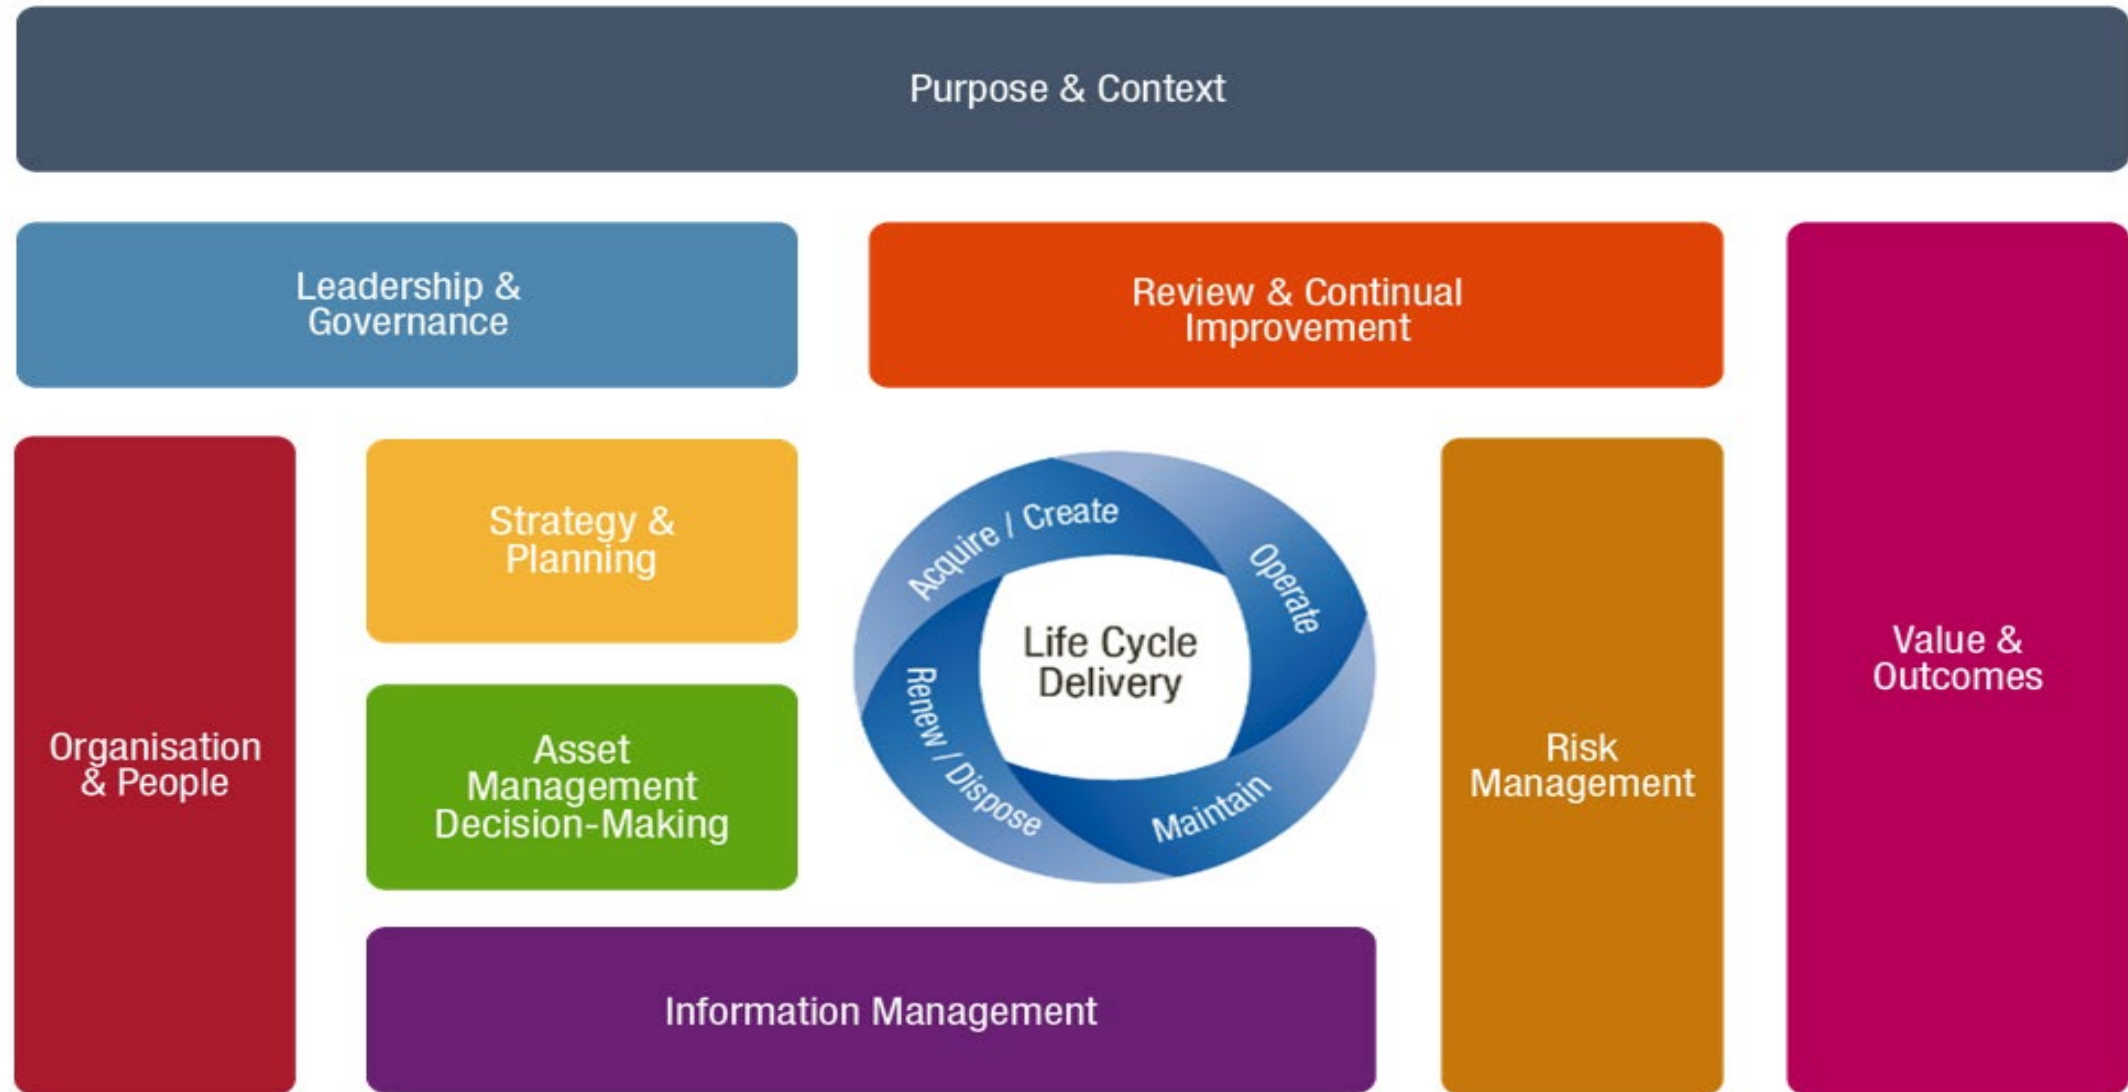 Purpose & Context
Leadership &
Governance
Review & Continual
Improvement
Value &
Outcomes
Organisation
& People
Strategy &
Planning
Asset
Management
Decision-Making
Acquire / Create
Operate
Maintain
Renew / Dispose
Life Cycle
Delivery
Risk
Management
Information Management